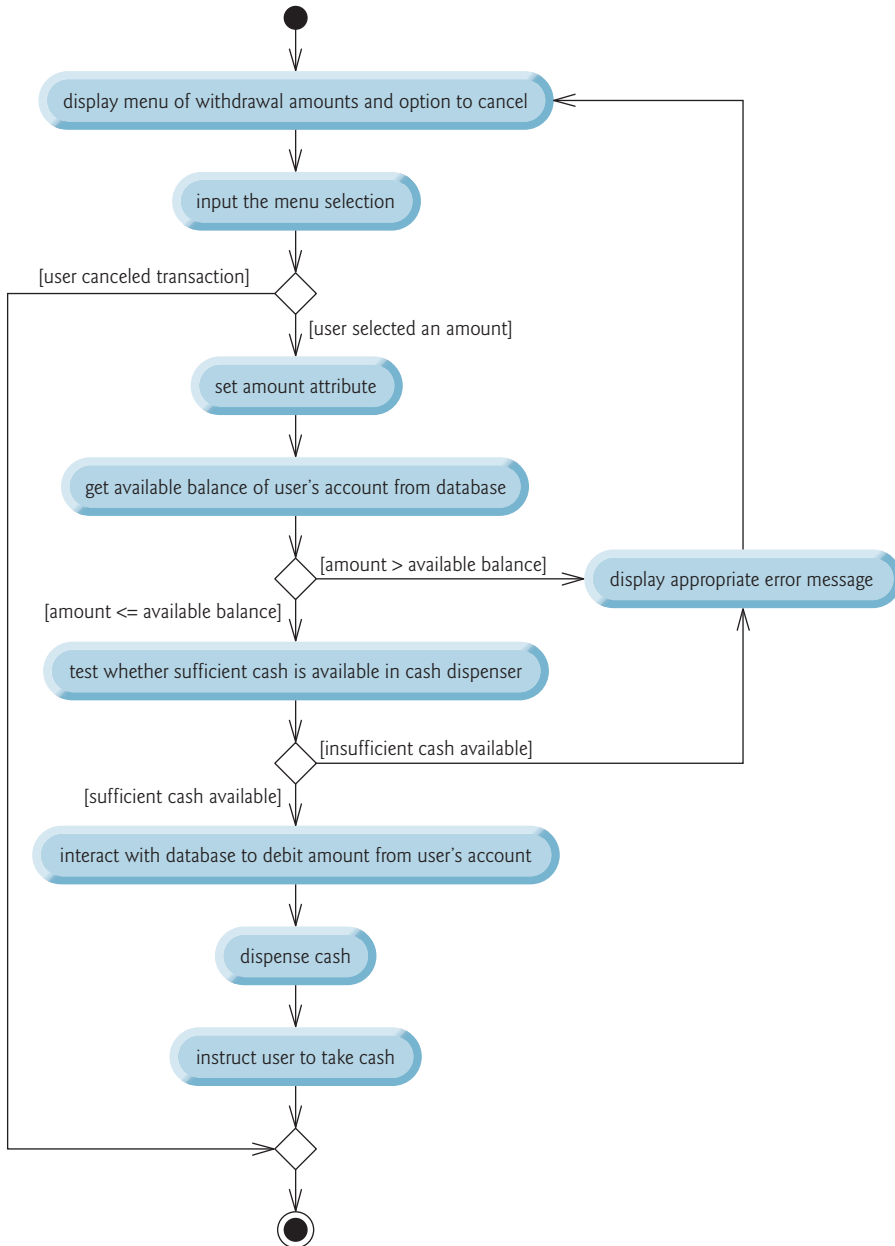 display menu of withdrawal amounts and option to cancel
input the menu selection
[user canceled transaction]
[user selected an amount]
set amount attribute
get available balance of user's account from database
[amount > available balance]
display appropriate error message
[amount <= available balance]
test whether sufficient cash is available in cash dispenser
[insufficient cash available]
[sufficient cash available]
interact with database to debit amount from user's account
dispense cash
instruct user to take cash